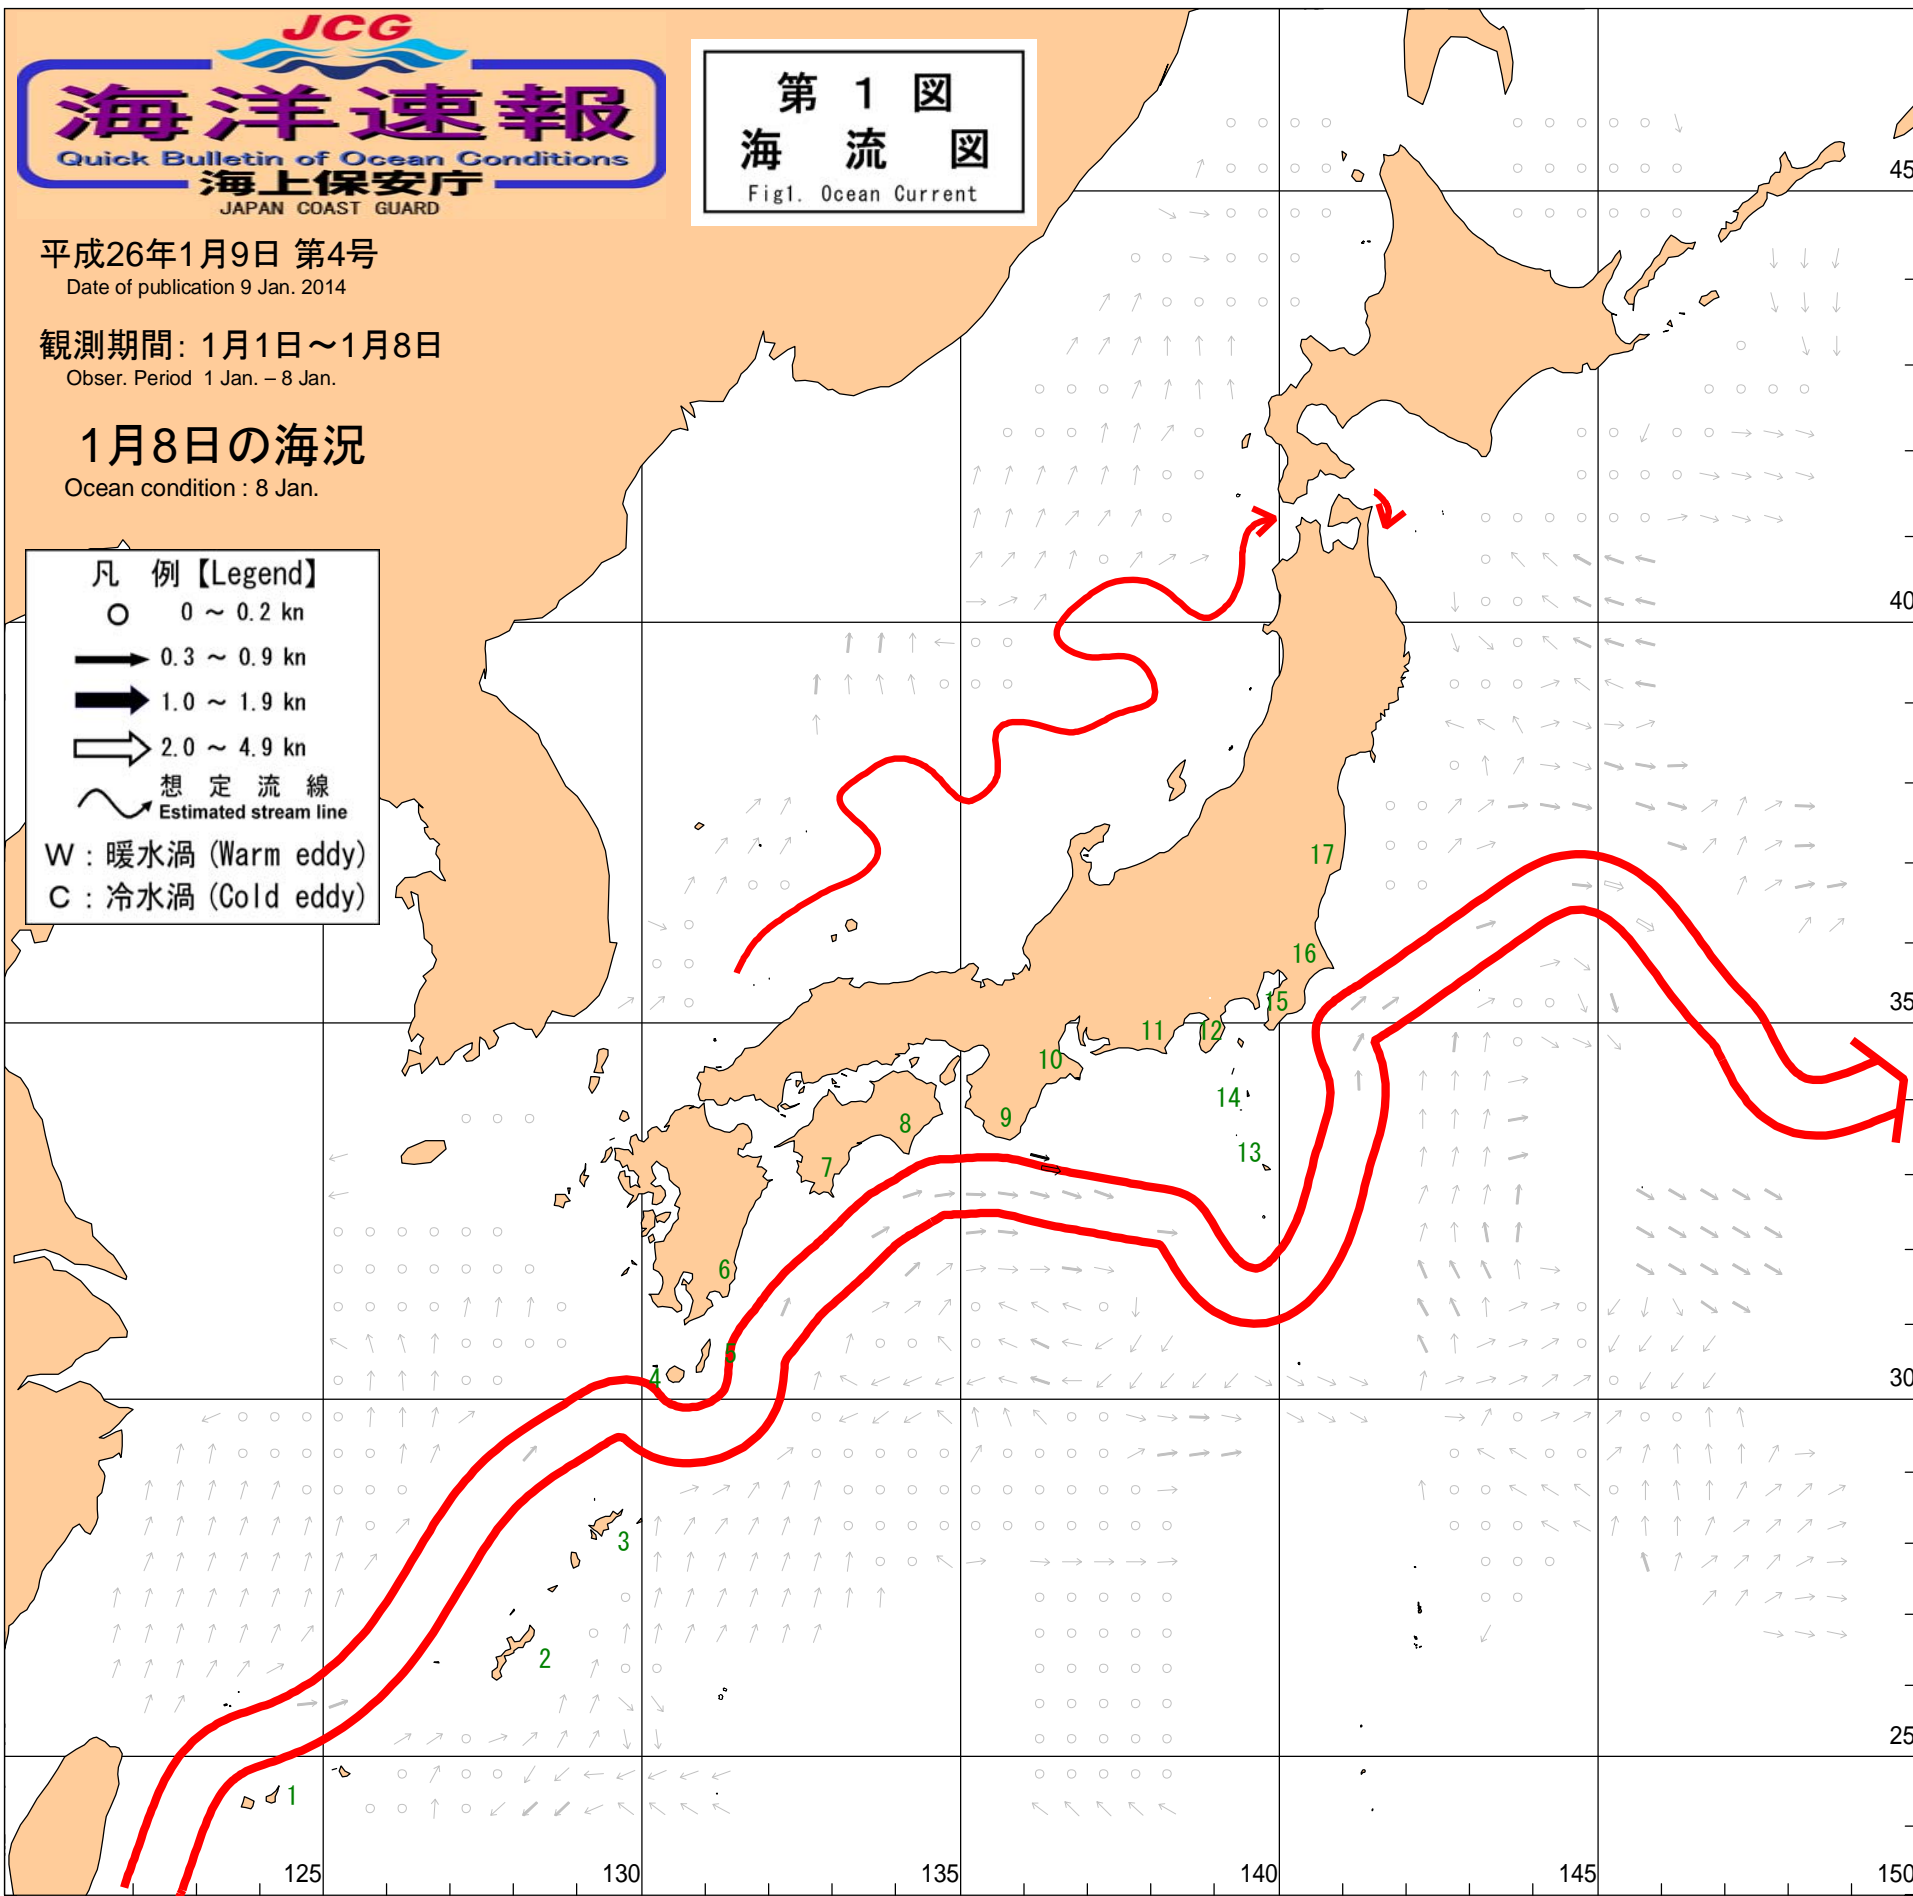 JCG
海洋速報
Quick Bulletin of Ocean Conditions
海上保安庁
JAPAN COAST GUARD
第 1 図
海 流 図
Fig1. Ocean Current
平成26年1月9日 第4号
Date of publication 9 Jan. 2014
観測期間: 1月1日～1月8日
Obser. Period 1 Jan. – 8 Jan.
1月8日の海況
Ocean condition : 8 Jan.
凡 例【Legend】
0 ～ 0.2 kn
0.3 ～ 0.9 kn
1.0 ～ 1.9 kn
2.0 ～ 4.9 kn
想 定 流 線
Estimated stream line
W : 暖水渦 (Warm eddy)
C : 冷水渦 (Cold eddy)
45
40
17
16
15
35
11
12
10
14
9
8
13
7
6
5
4
30
3
2
25
1
125
130
135
140
145
150